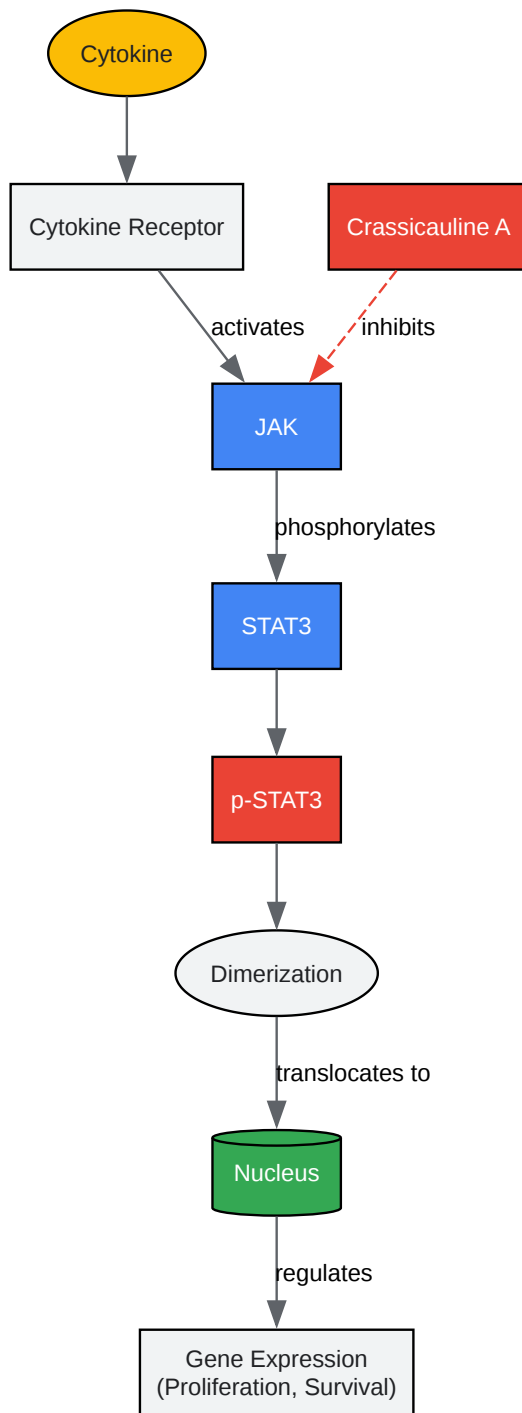 Cytokine
Cytokine Receptor
Crassicauline A
activates
inhibits
JAK
phosphorylates
STAT3
p-STAT3
Dimerization
translocates to
Nucleus
regulates
Gene Expression
(Proliferation, Survival)